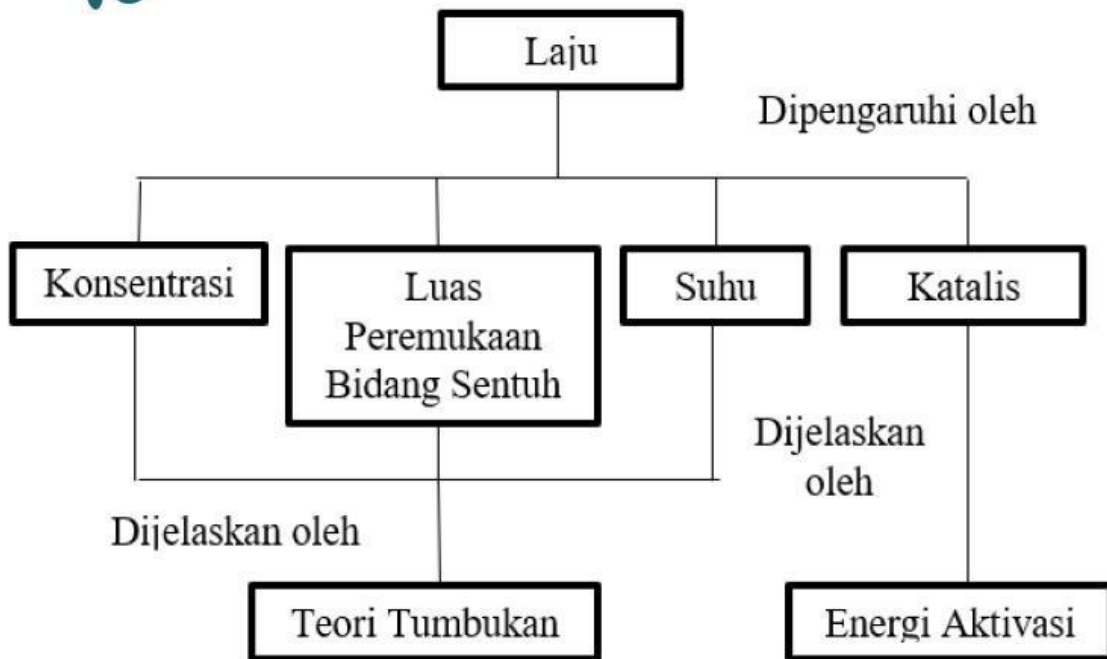 Laju
Dipengaruhi oleh
Konsentrasi
Luas
Peremukaan
Bidang Sentuh
Suhu
Katalis
Dijelaskan
oleh
Dijelaskan oleh
Teori Tumbukan
Energi Aktivasi